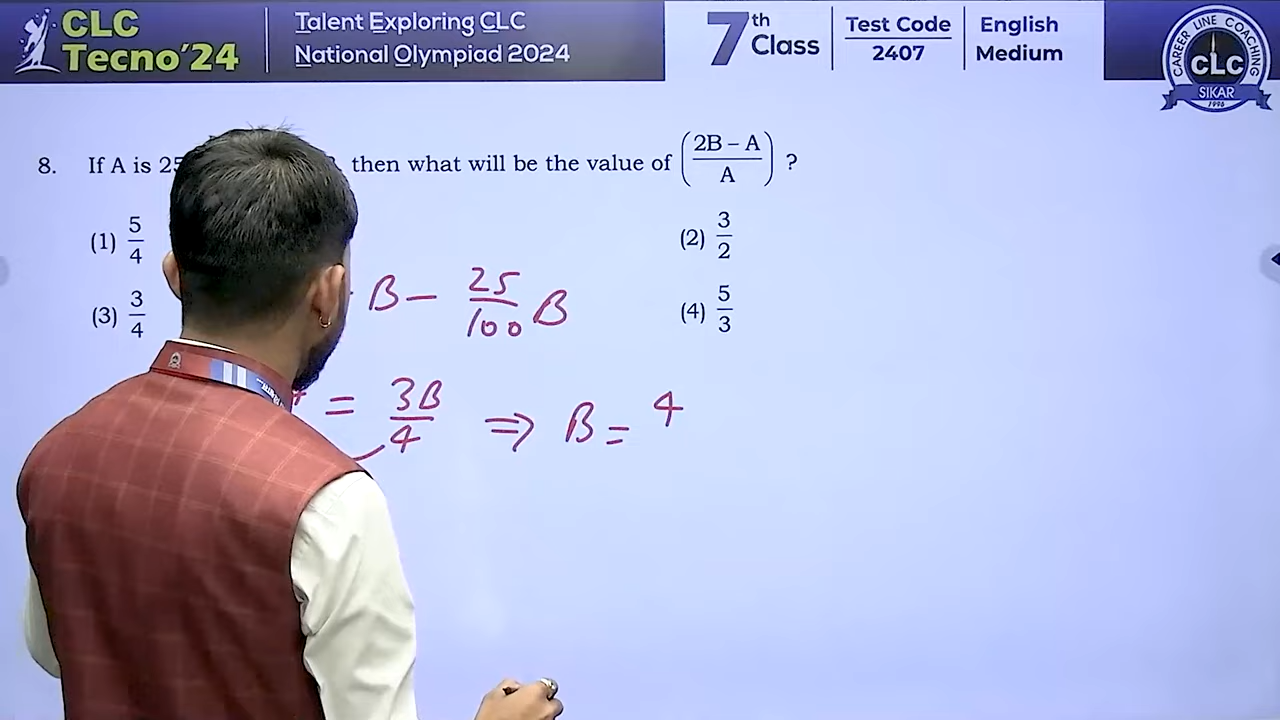 CLC
Tecno'24
Talent Exploring CLC
National Olympiad 2024
7th
Class
Test Code
2407
English
Medium
CAREER LINE COACHING
CLC
SIKAR
1996
8. If A is 25 then what will be the value of (2B – A / A) ?
(1) 5/4
(2) 3/2
(3) 3/4
(4) 5/3
B – 25/100 B
= 3B/4 ⇒ B = 4